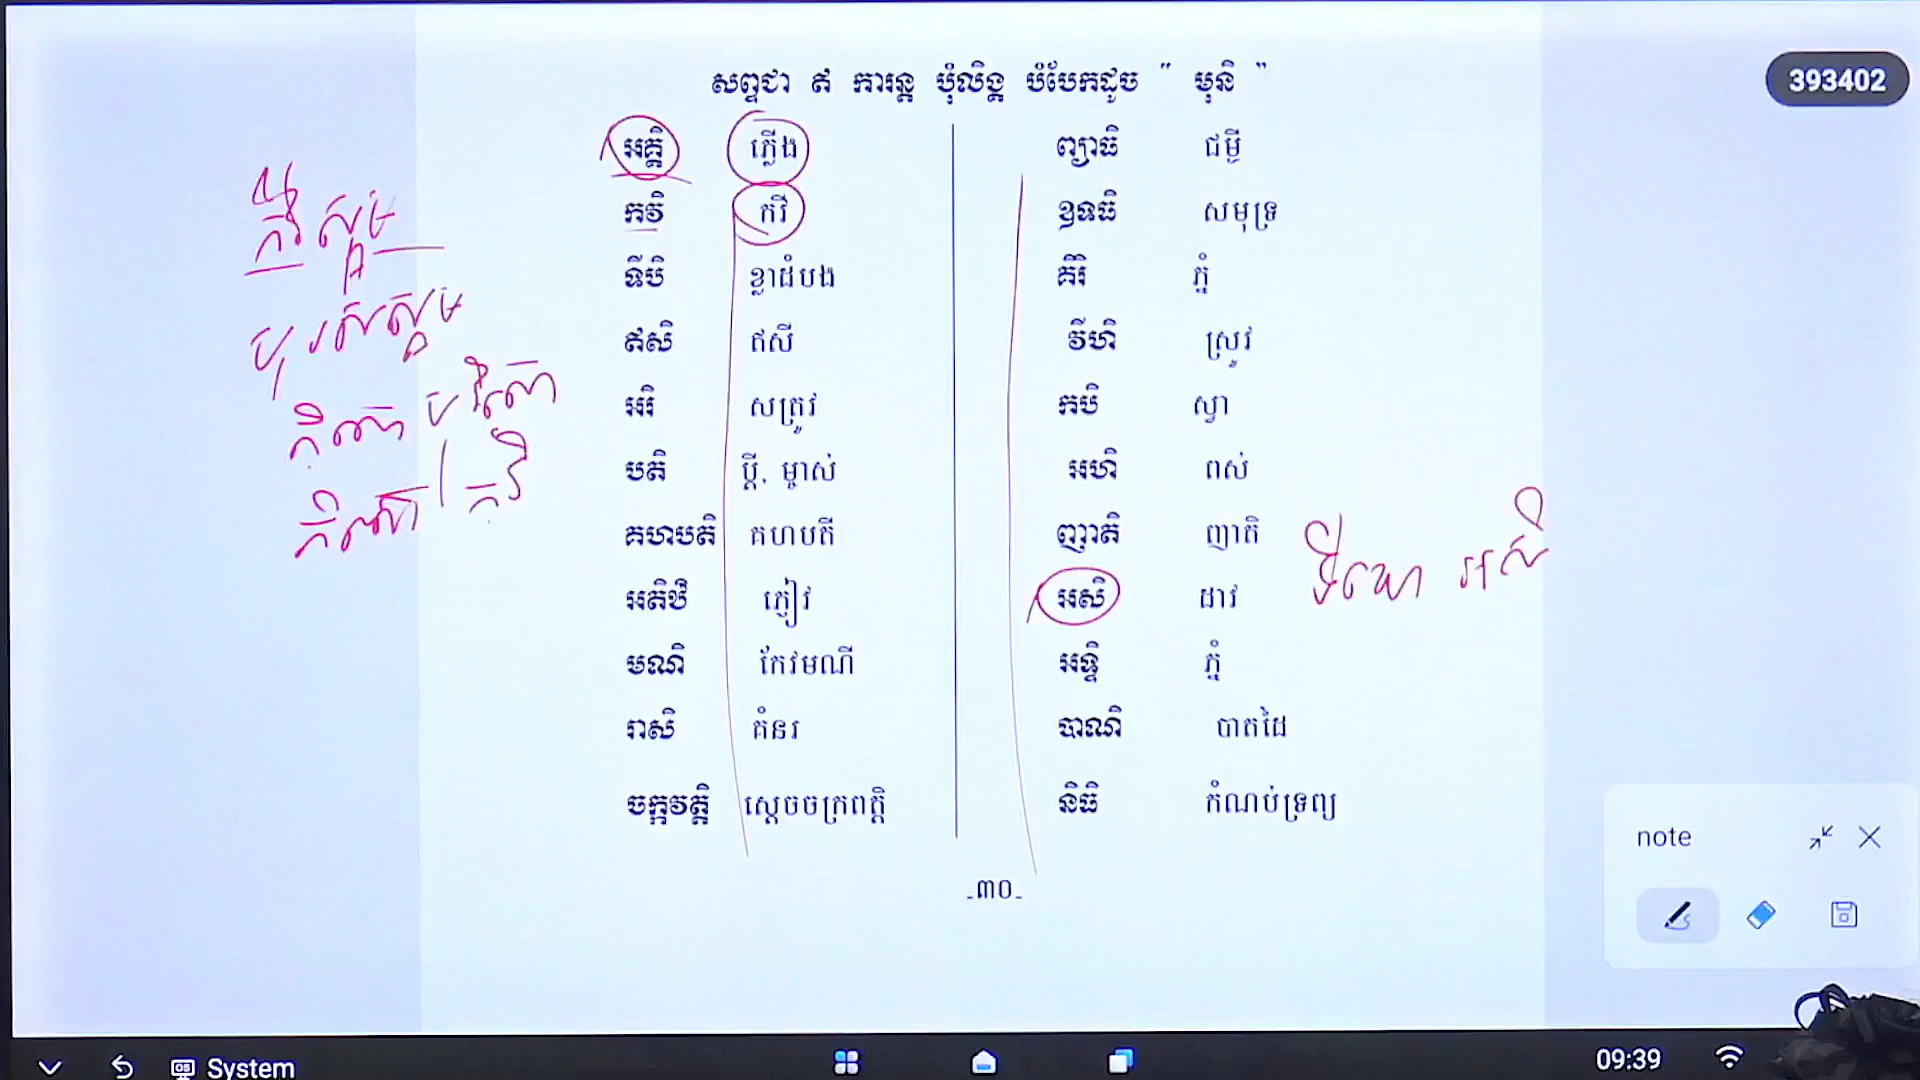 សព្ទជា ឥ ការន្ត បុំលិង្គ បំបែកដូច " មុនិ "
393402
អគ្គិ ភ្លើង
កវិ កវី
ទីបិ ខ្លាដំបង
ឥសិ ឥសី
អរិ សត្រូវ
បតិ ប្តី, ម្ចាស់
គហបតិ គហបតី
អតិថិ ភ្ញៀវ
មណិ កែវមណី
រាសិ គំនរ
ចក្កវត្តិ ស្តេចចក្រពត្តិ
ព្យាធិ ជម្ងឺ
ឧទធិ សមុទ្រ
គិរិ ភ្នំ
វីហិ ស្រូវ
កបិ ស្វា
អហិ ពស់
ញាតិ ញាតិ
អសិ ដាវ
អទ្ទិ ភ្នំ
បាណិ បាតដៃ
និធិ កំណប់ទ្រព្យ
ទីឃោ អសិ
-៣០-
note
System
09:39